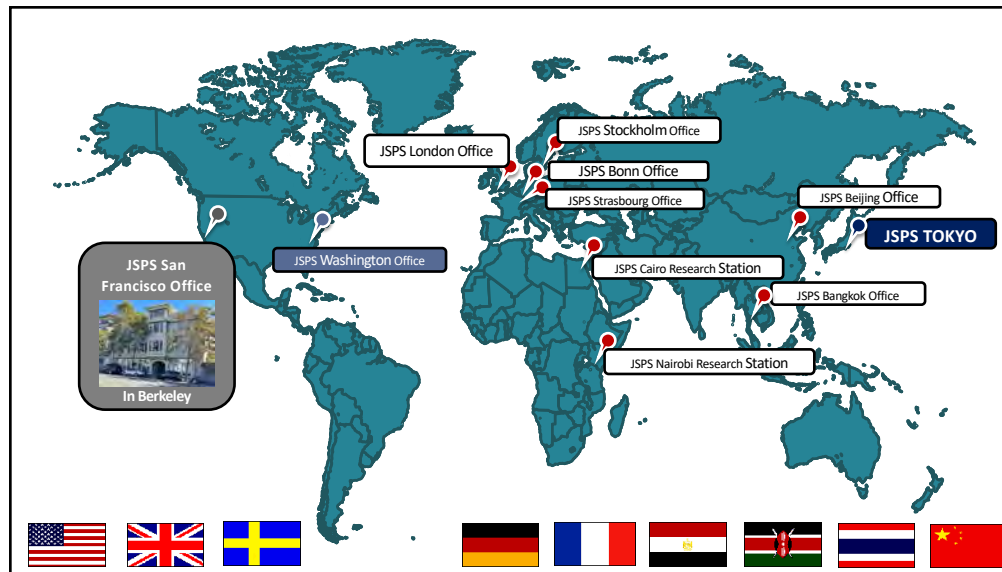 JSPS Stockholm Office
JSPS London Office
JSPS Bonn Office
JSPS Strasbourg Office
JSPS Beijing Office
JSPS TOKYO
JSPS San
Francisco Office
In Berkeley
JSPS Washington Office
JSPS Cairo Research Station
JSPS Bangkok Office
JSPS Nairobi Research Station